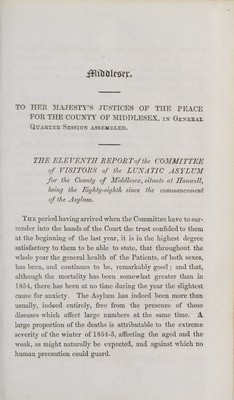 Middlesex.
TO HER MAJESTY'S JUSTICES OF THE PEACE
FOR THE COUNTY OF MIDDLESEX, IN GENERAL
QUARTER SESSION ASSEMBLED.
THE ELEVENTH REPORT of the COMMITTEE
of VISITORS of the LUNATIC ASYLUM
for the County of Middlesex, situate at Hanwell,
being the Eighty-eighth since the commencement
of the Asylum.
THE period having arrived when the Committee have to sur-
render into the hands of the Court the trust confided to them
at the beginning of the last year, it is in the highest degree
satisfactory to them to be able to state, that throughout the
whole year the general health of the Patients, of both sexes,
has been, and continues to be, remarkably good; and that,
although the mortality has been somewhat greater than in
1854, there has been at no time during the year the slightest
cause for anxiety. The Asylum has indeed been more than
usually, indeed entirely, free from the presence of those
diseases which affect large numbers at the same time. A
large proportion of the deaths is attributable to the extreme
severity of the winter of 1854-5, affecting the aged and the
weak, as might naturally be expected, and against which no
human precaution could guard.